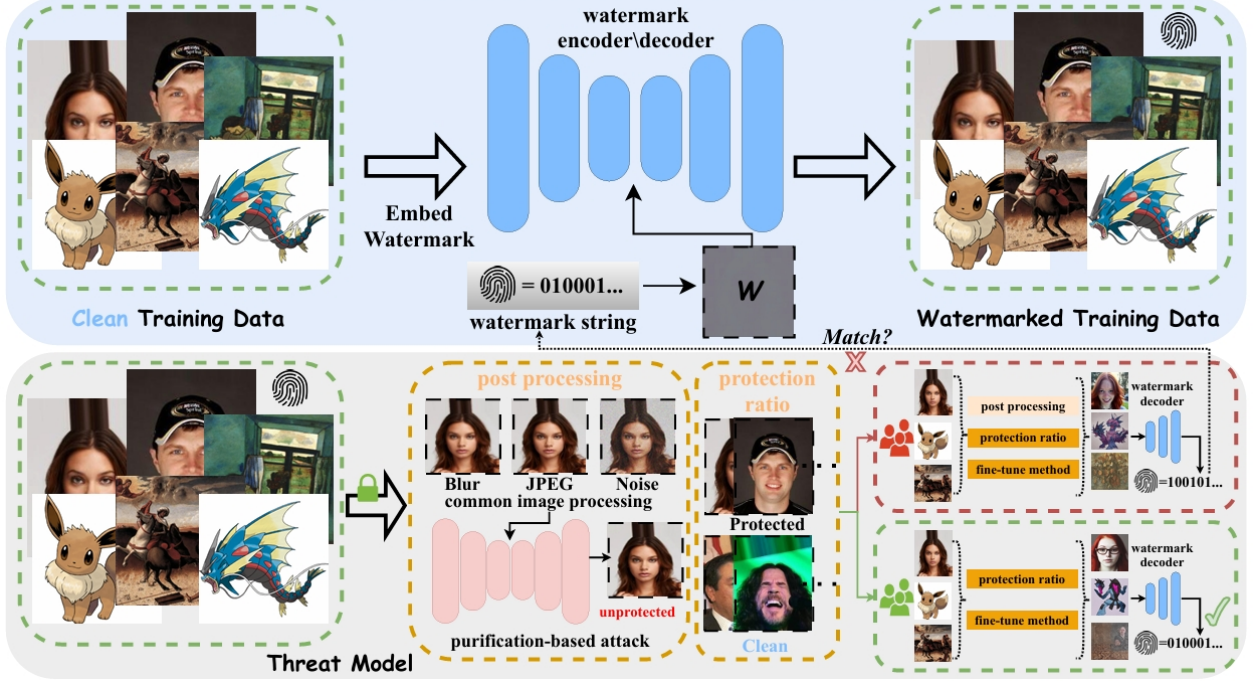 watermark
encoder\decoder
Embed
Watermark
= 010001...
watermark string
W
Clean Training Data
Watermarked Training Data
Match?
X
post processing
Blur
JPEG
Noise
common image processing
unprotected
purification-based attack
protection
ratio
Protected
Clean
post processing
protection ratio
fine-tune method
watermark
decoder
=100101...
protection ratio
fine-tune method
watermark
decoder
=010001...
Threat Model